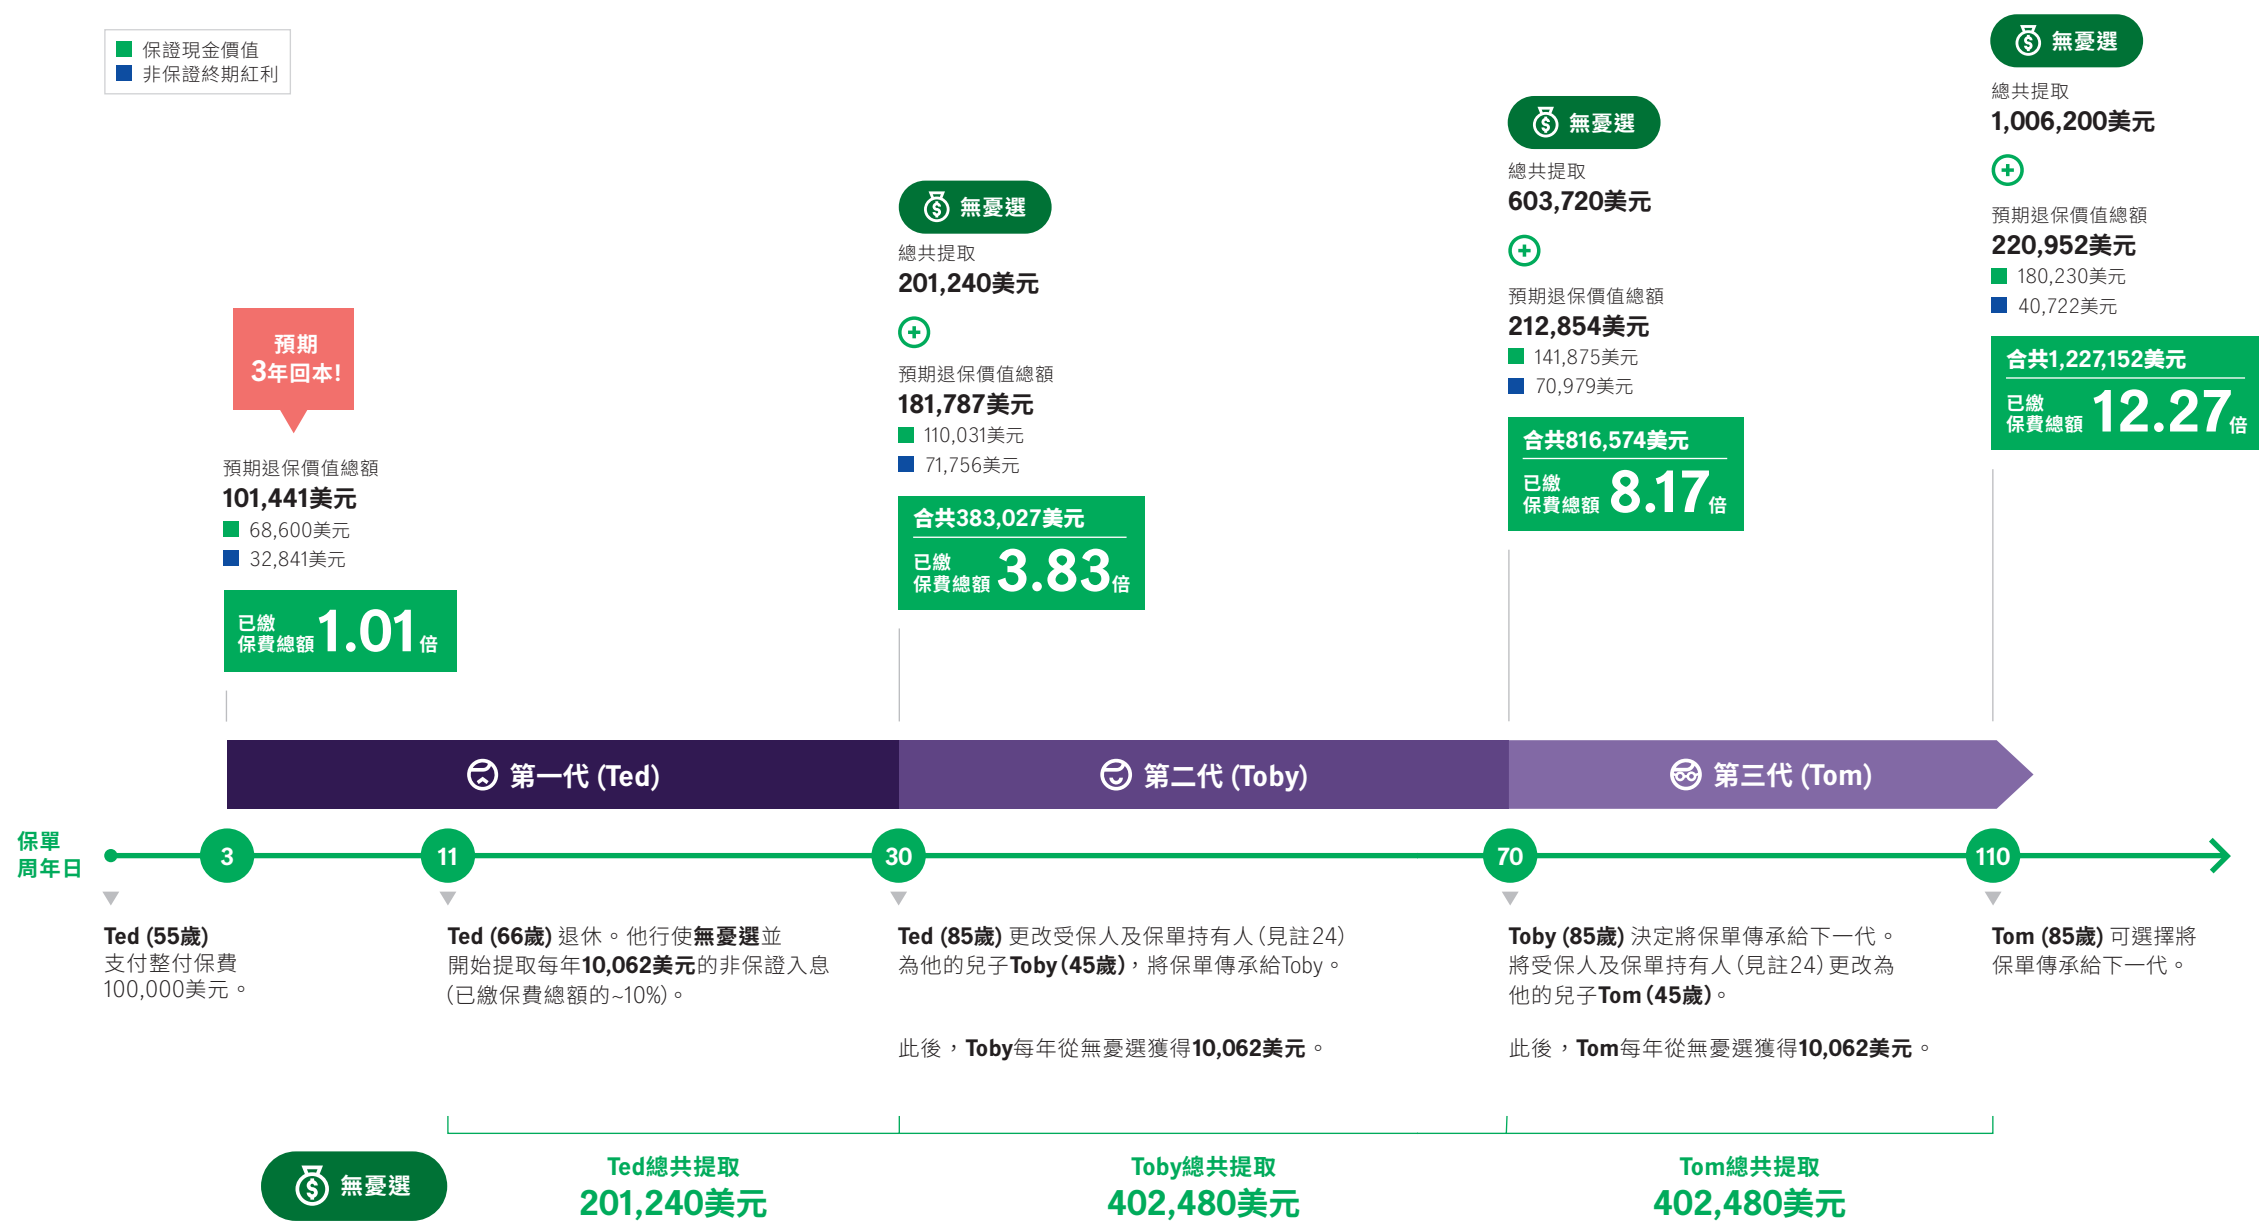 保證現金價值
非保證終期紅利
預期
3年回本!
預期退保價值總額
101,441美元
68,600美元
32,841美元
已繳
保費總額 1.01倍
無憂選
總共提取
201,240美元
預期退保價值總額
181,787美元
110,031美元
71,756美元
合共383,027美元
已繳
保費總額 3.83倍
無憂選
總共提取
603,720美元
預期退保價值總額
212,854美元
141,875美元
70,979美元
合共816,574美元
已繳
保費總額 8.17倍
無憂選
總共提取
1,006,200美元
預期退保價值總額
220,952美元
180,230美元
40,722美元
合共1,227,152美元
已繳
保費總額 12.27倍
第一代 (Ted)
第二代 (Toby)
第三代 (Tom)
保單
周年日
3
11
30
70
110
Ted (55歲)
支付整付保費
100,000美元。
Ted (66歲) 退休。他行使無憂選並
開始提取每年10,062美元的非保證入息
(已繳保費總額的~10%)。
Ted (85歲) 更改受保人及保單持有人 (見註24)
為他的兒子Toby (45歲)，將保單傳承給Toby。
此後，Toby每年從無憂選獲得10,062美元。
Toby (85歲) 決定將保單傳承給下一代。
將受保人及保單持有人 (見註24) 更改為
他的兒子Tom (45歲)。
此後，Tom每年從無憂選獲得10,062美元。
Tom (85歲) 可選擇將
保單傳承給下一代。
無憂選
Ted總共提取
201,240美元
Toby總共提取
402,480美元
Tom總共提取
402,480美元